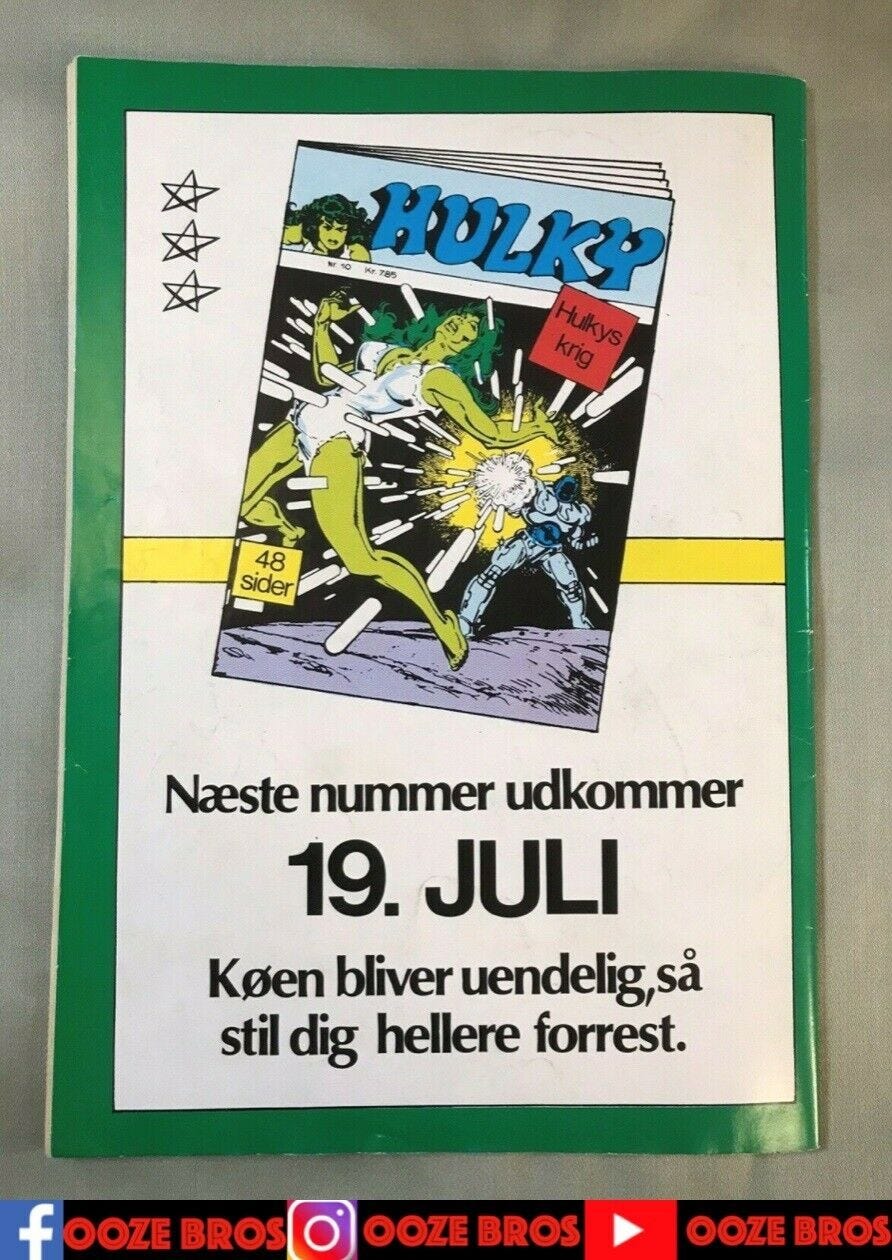 HULKY
Nr. 10 Kr. 7.85
Hulkys
krig
48
sider
Næste nummer udkommer
19. JULI
Køen bliver uendelig, så
stil dig hellere forrest.
f OOZE BROS OOZE BROS OOZE BROS